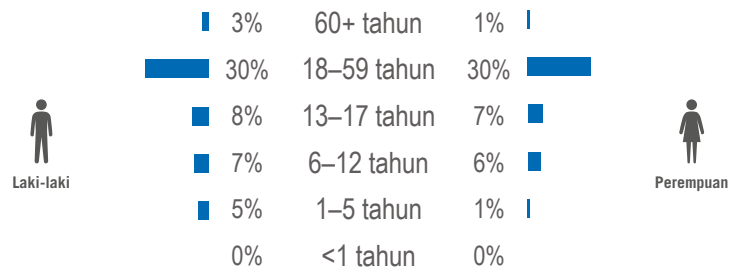 3% 60+ tahun 1%
30% 18–59 tahun 30%
8% 13–17 tahun 7%
7% 6–12 tahun 6%
Laki-laki Perempuan
5% 1–5 tahun 1%
0% <1 tahun 0%